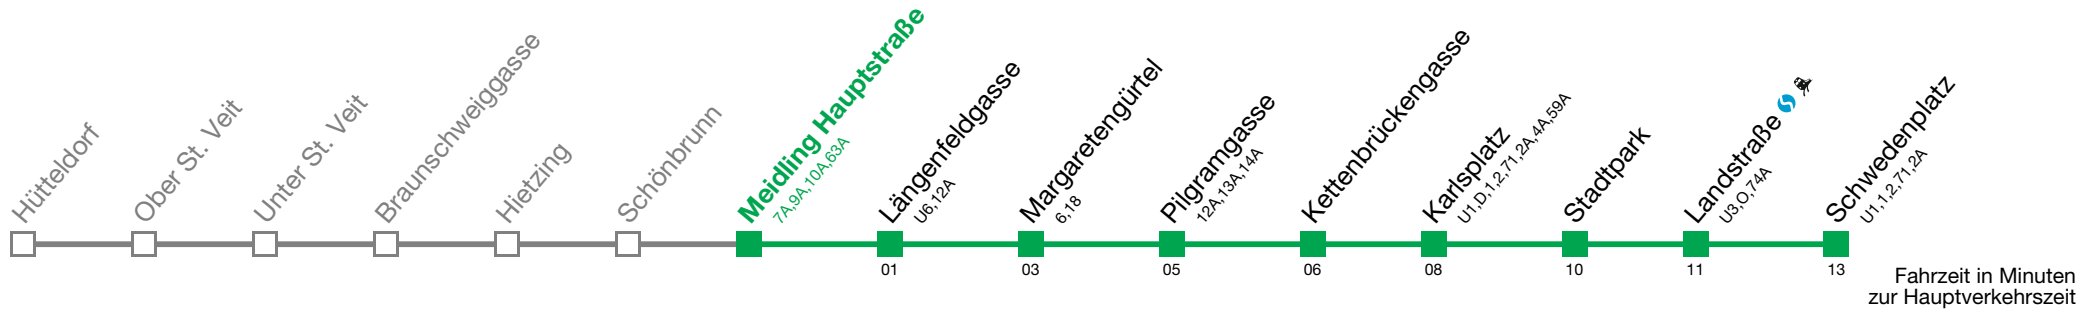 Hütteldorf
Ober St. Veit
Unter St. Veit
Braunschweiggasse
Hietzing
Schönbrunn
Meidling Hauptstraße
7A,9A,10A,63A
Längenfeldgasse
U6,12A
Margaretengürtel
6,18
Pilgramgasse
12A,13A,14A
Kettenbrückengasse
Karlsplatz
U1,D,1,2,71,2A,4A,59A
Stadtpark
Landstraße
U3,O,74A
Schwedenplatz
U1,1,2,71,2A
01
03
05
06
08
10
11
13
Fahrzeit in Minuten
zur Hauptverkehrszeit